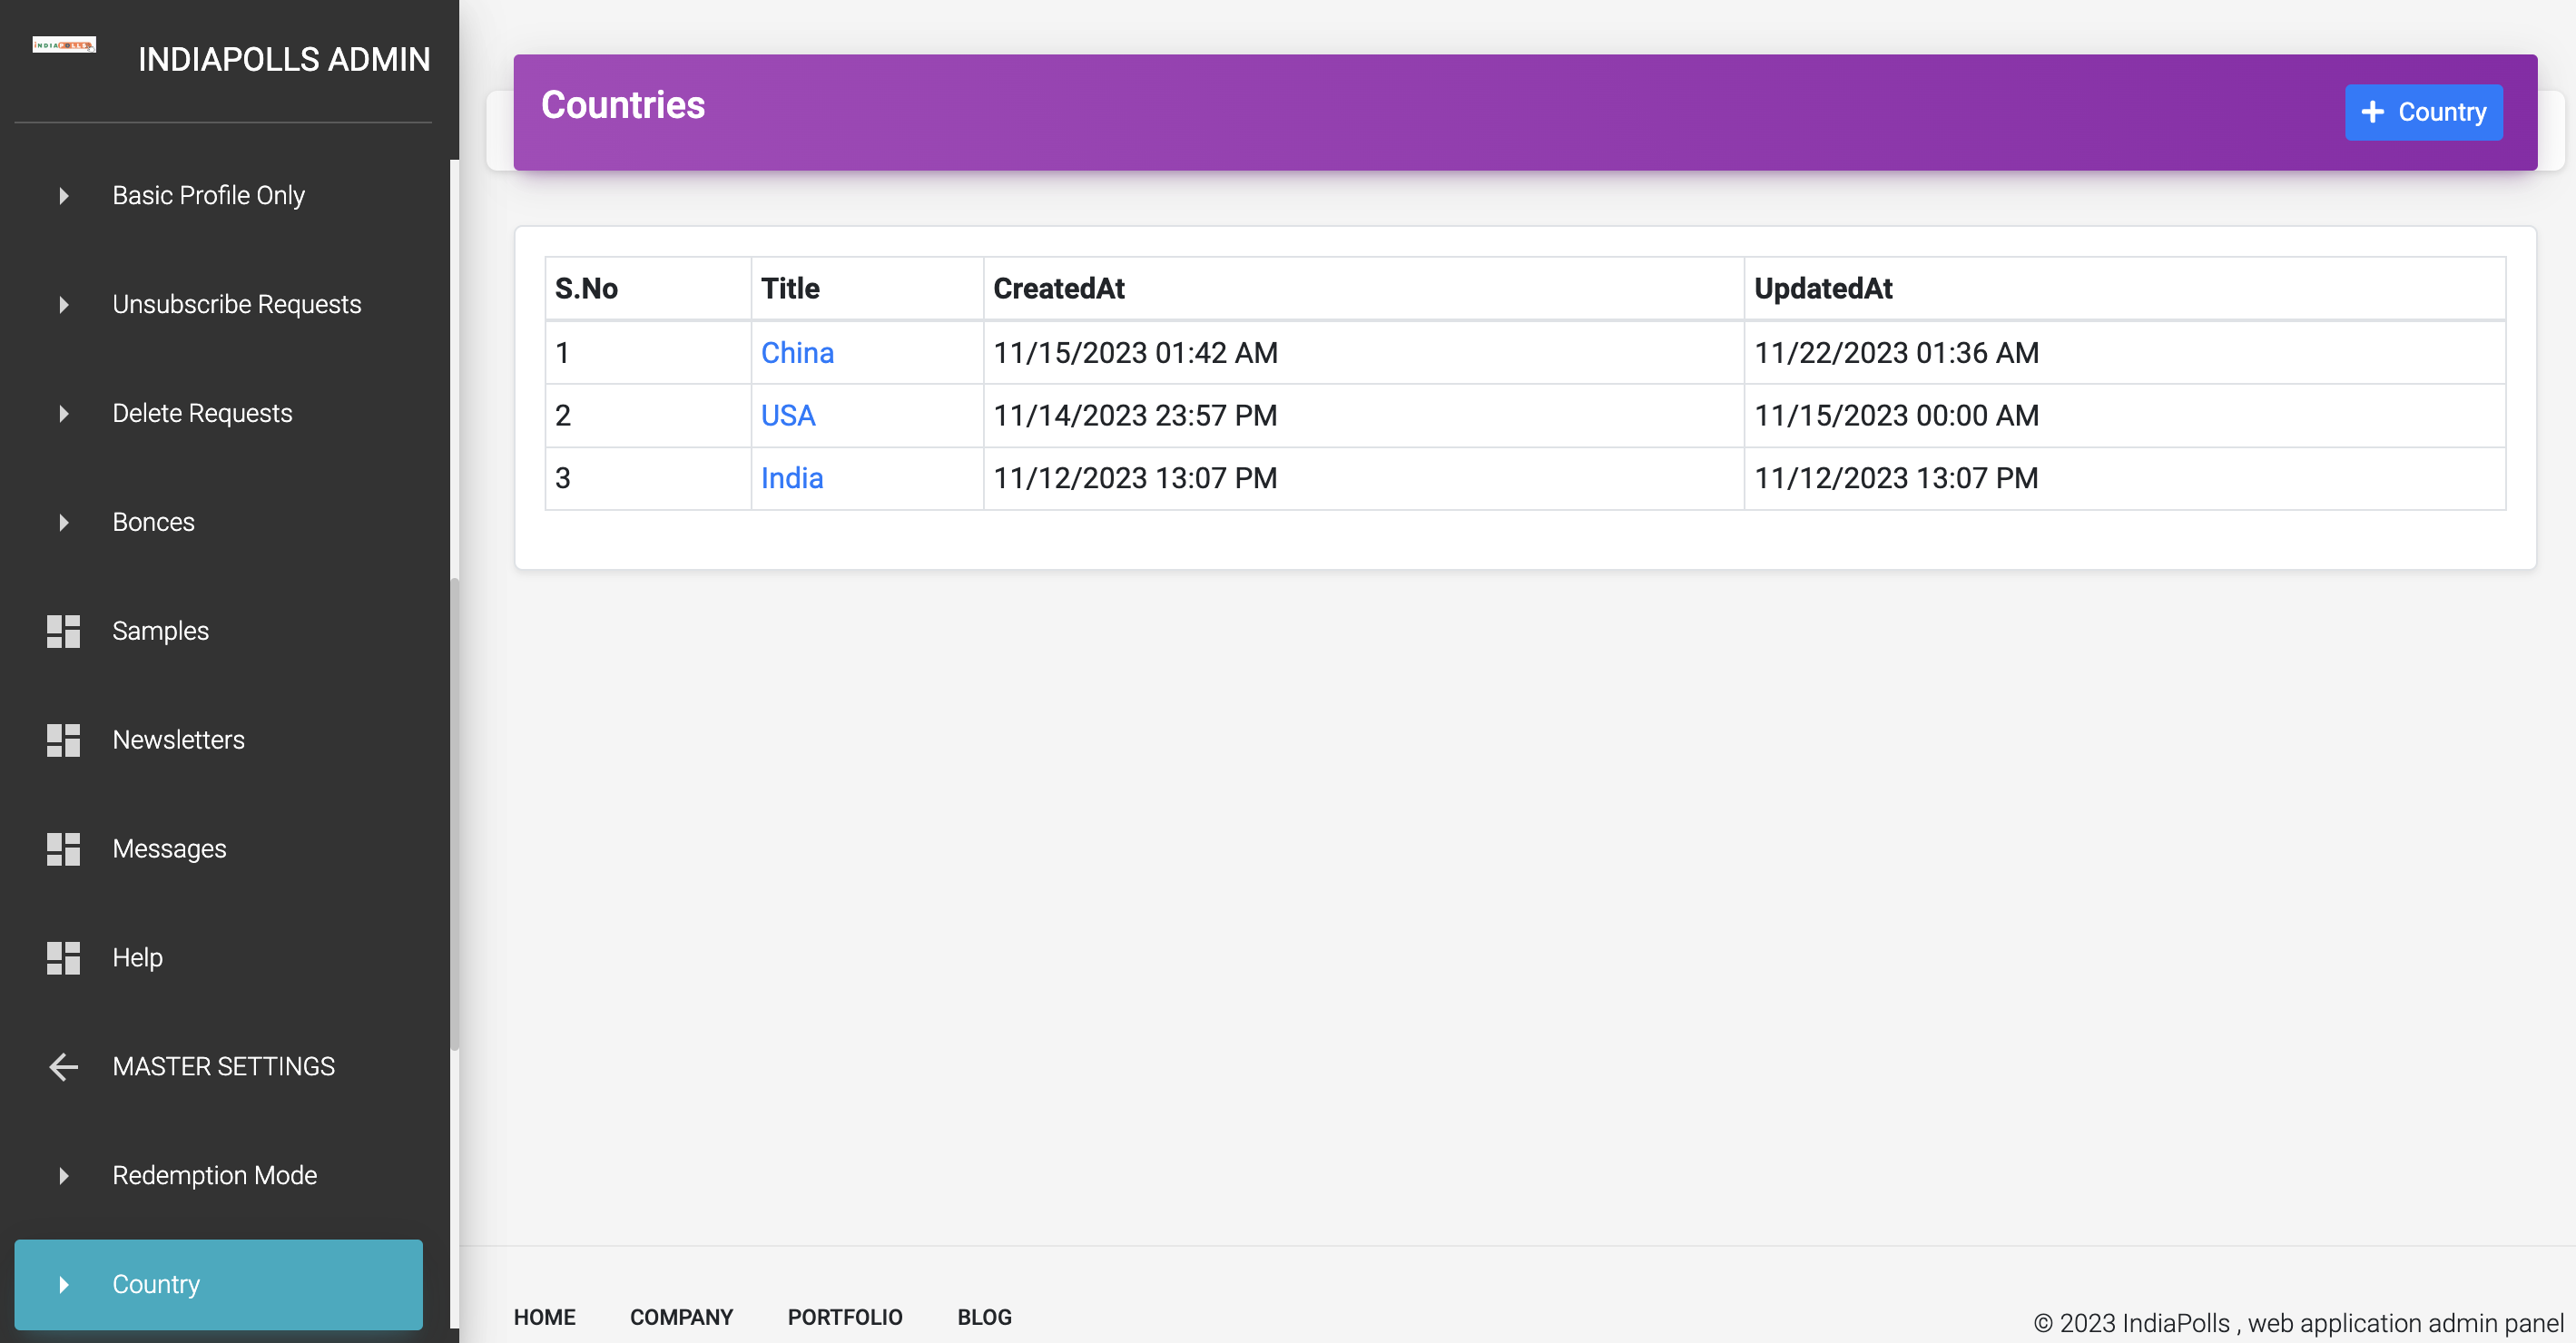 INDIAPOLLS
INDIAPOLLS ADMIN
Basic Profile Only
Unsubscribe Requests
Delete Requests
Bonces
Samples
Newsletters
Messages
Help
MASTER SETTINGS
Redemption Mode
Country
Countries
+ Country
S.No Title CreatedAt UpdatedAt
1 China 11/15/2023 01:42 AM 11/22/2023 01:36 AM
2 USA 11/14/2023 23:57 PM 11/15/2023 00:00 AM
3 India 11/12/2023 13:07 PM 11/12/2023 13:07 PM
HOME COMPANY PORTFOLIO BLOG
© 2023 IndiaPolls , web application admin panel